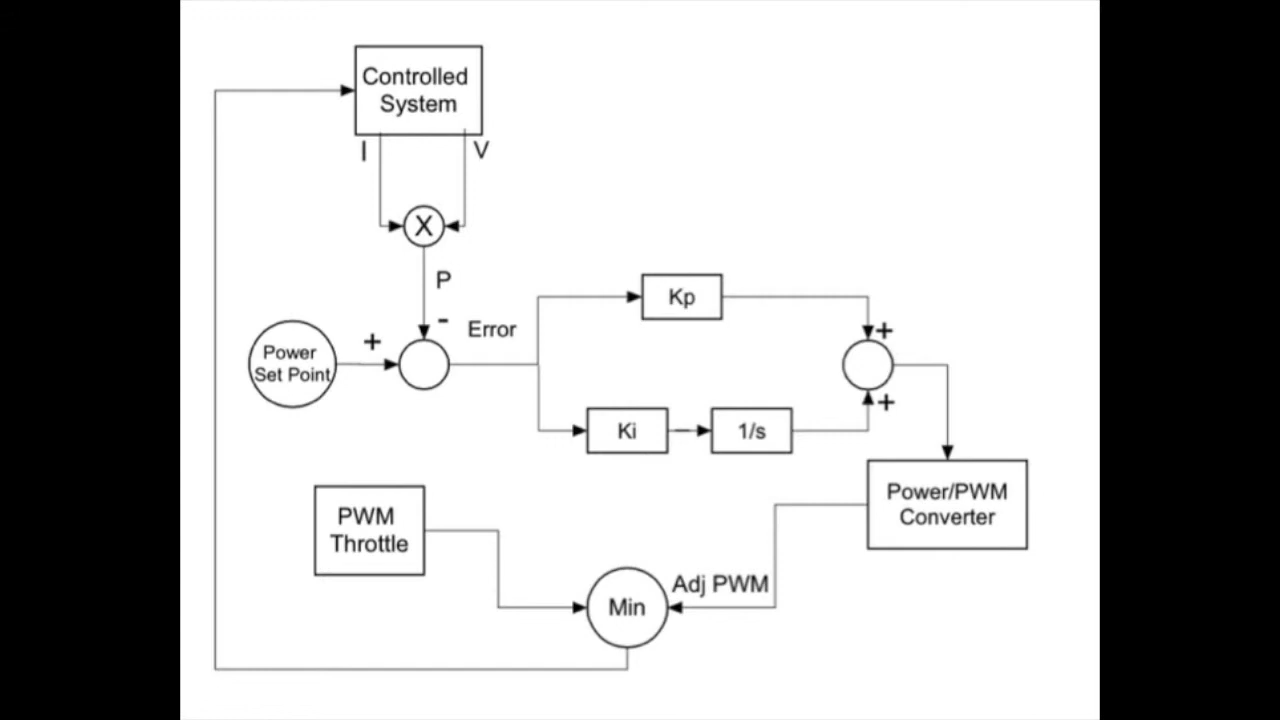 Controlled
System
I
V
X
P
-
Error
Kp
+
+
Power
Set Point
+
Ki
1/s
PWM
Throttle
Power/PWM
Converter
Adj PWM
Min